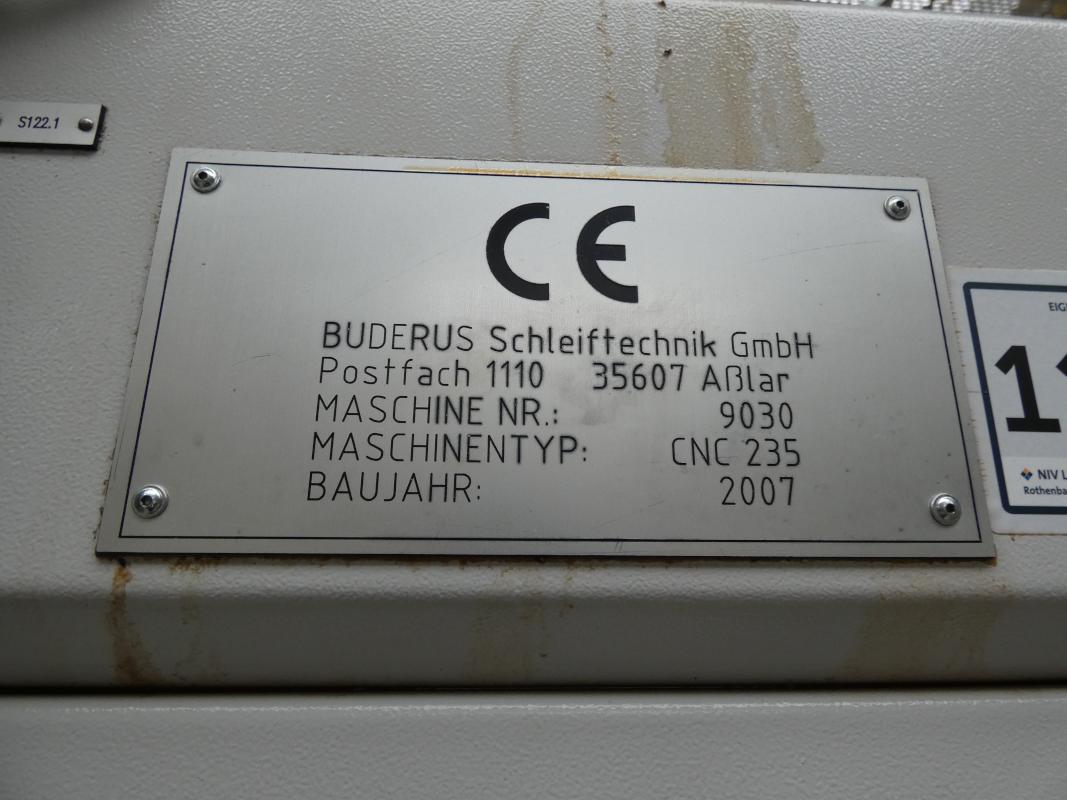 S122.1
CE
BUDERUS Schleiftechnik GmbH
Postfach 1110 35607 Aßlar
MASCHINE NR.: 9030
MASCHINENTYP: CNC 235
BAUJAHR: 2007
NIV